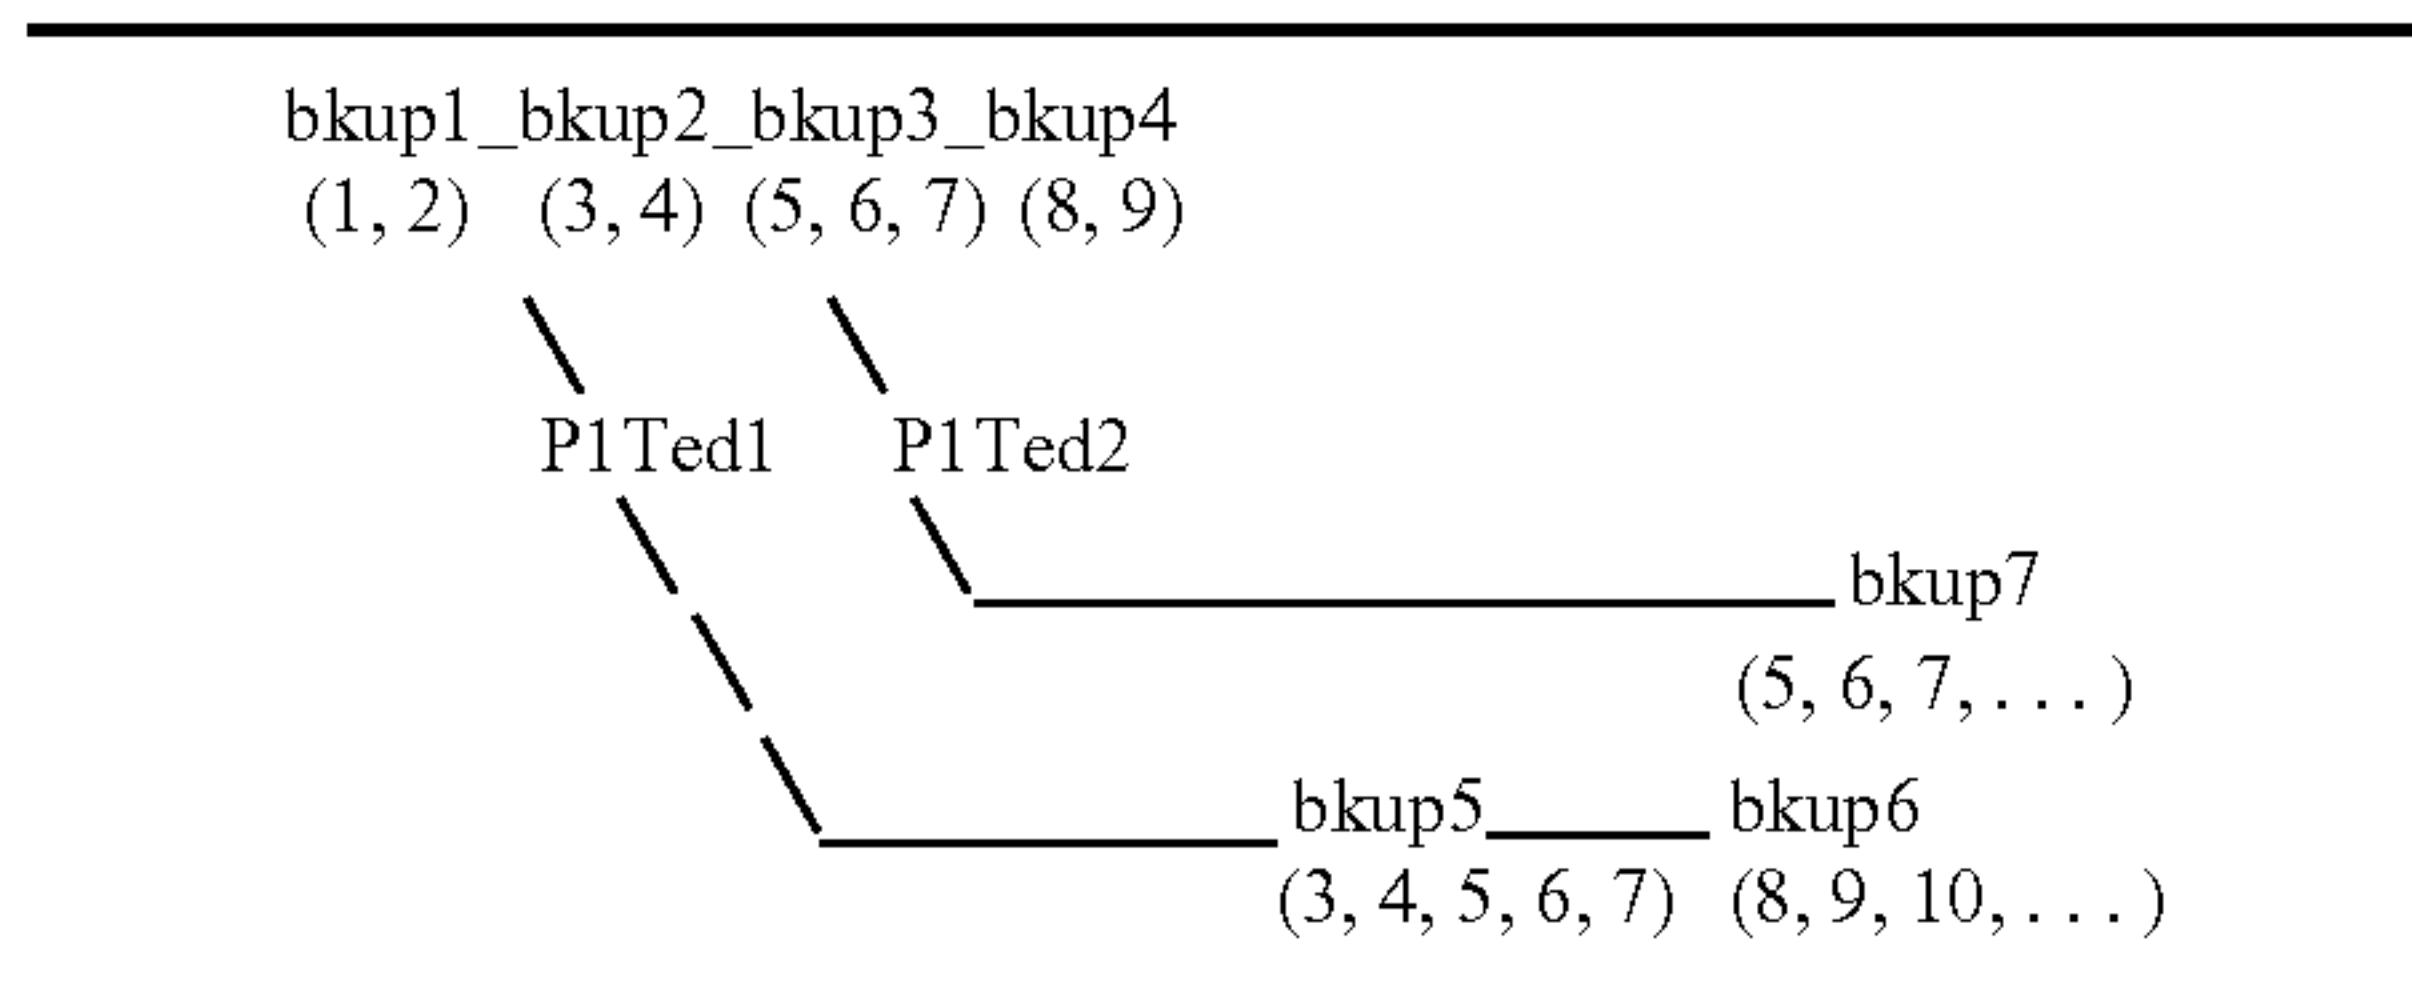 bkup1_bkup2_bkup3_bkup4
(1, 2) (3, 4) (5, 6, 7) (8, 9)
P1Ted1 P1Ted2
bkup7
(5, 6, 7, . . . )
bkup5 bkup6
(3, 4, 5, 6, 7) (8, 9, 10, . . . )